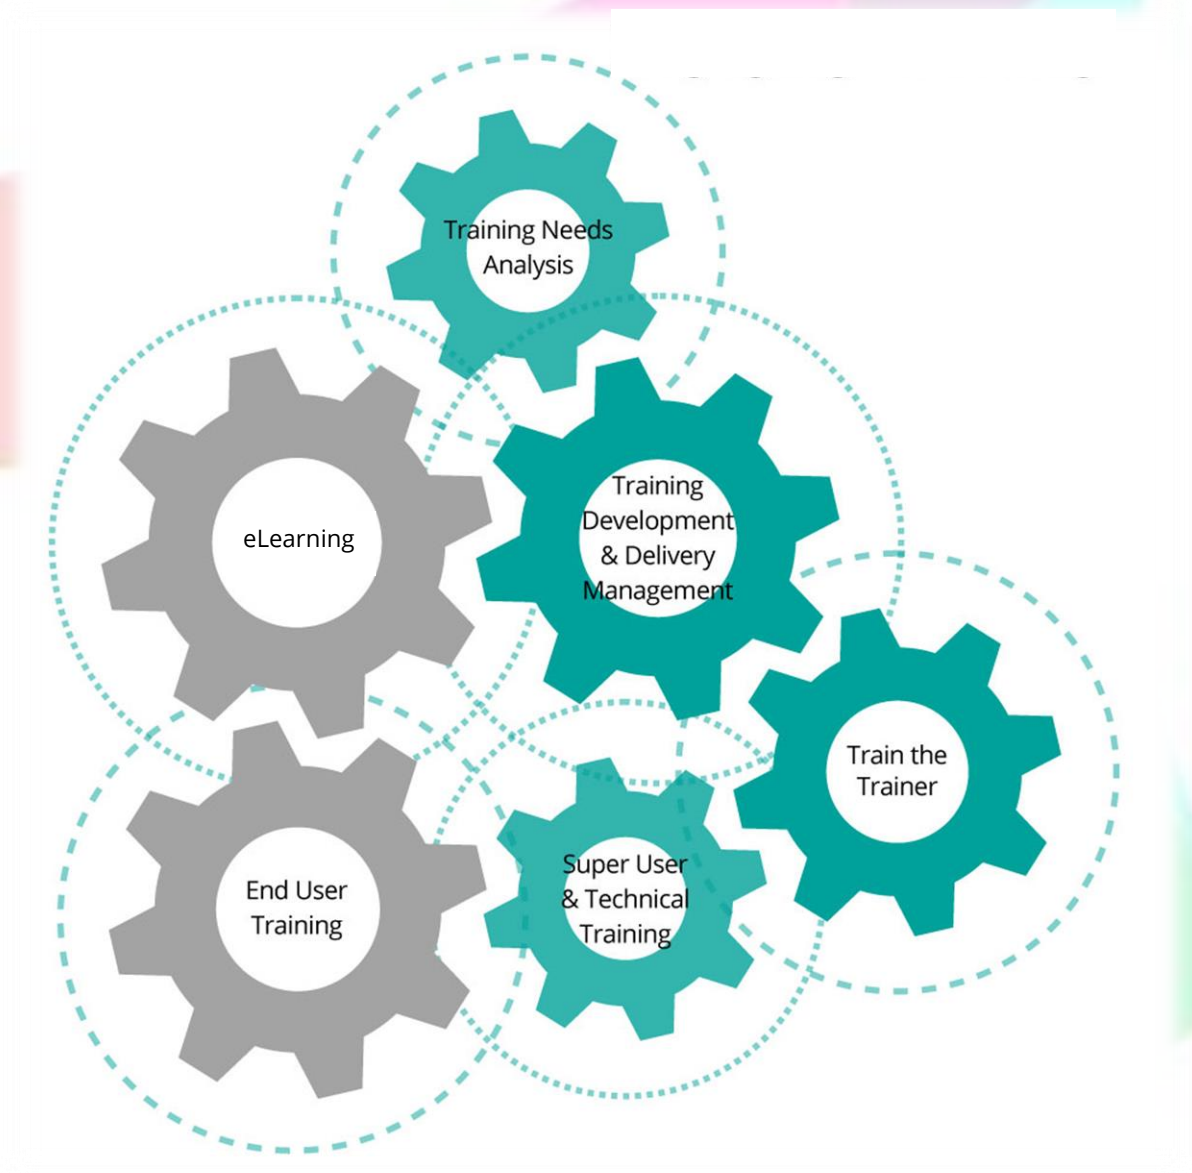 Training Needs
Analysis
eLearning
Training
Development
& Delivery
Management
Train the
Trainer
End User
Training
Super User
& Technical
Training